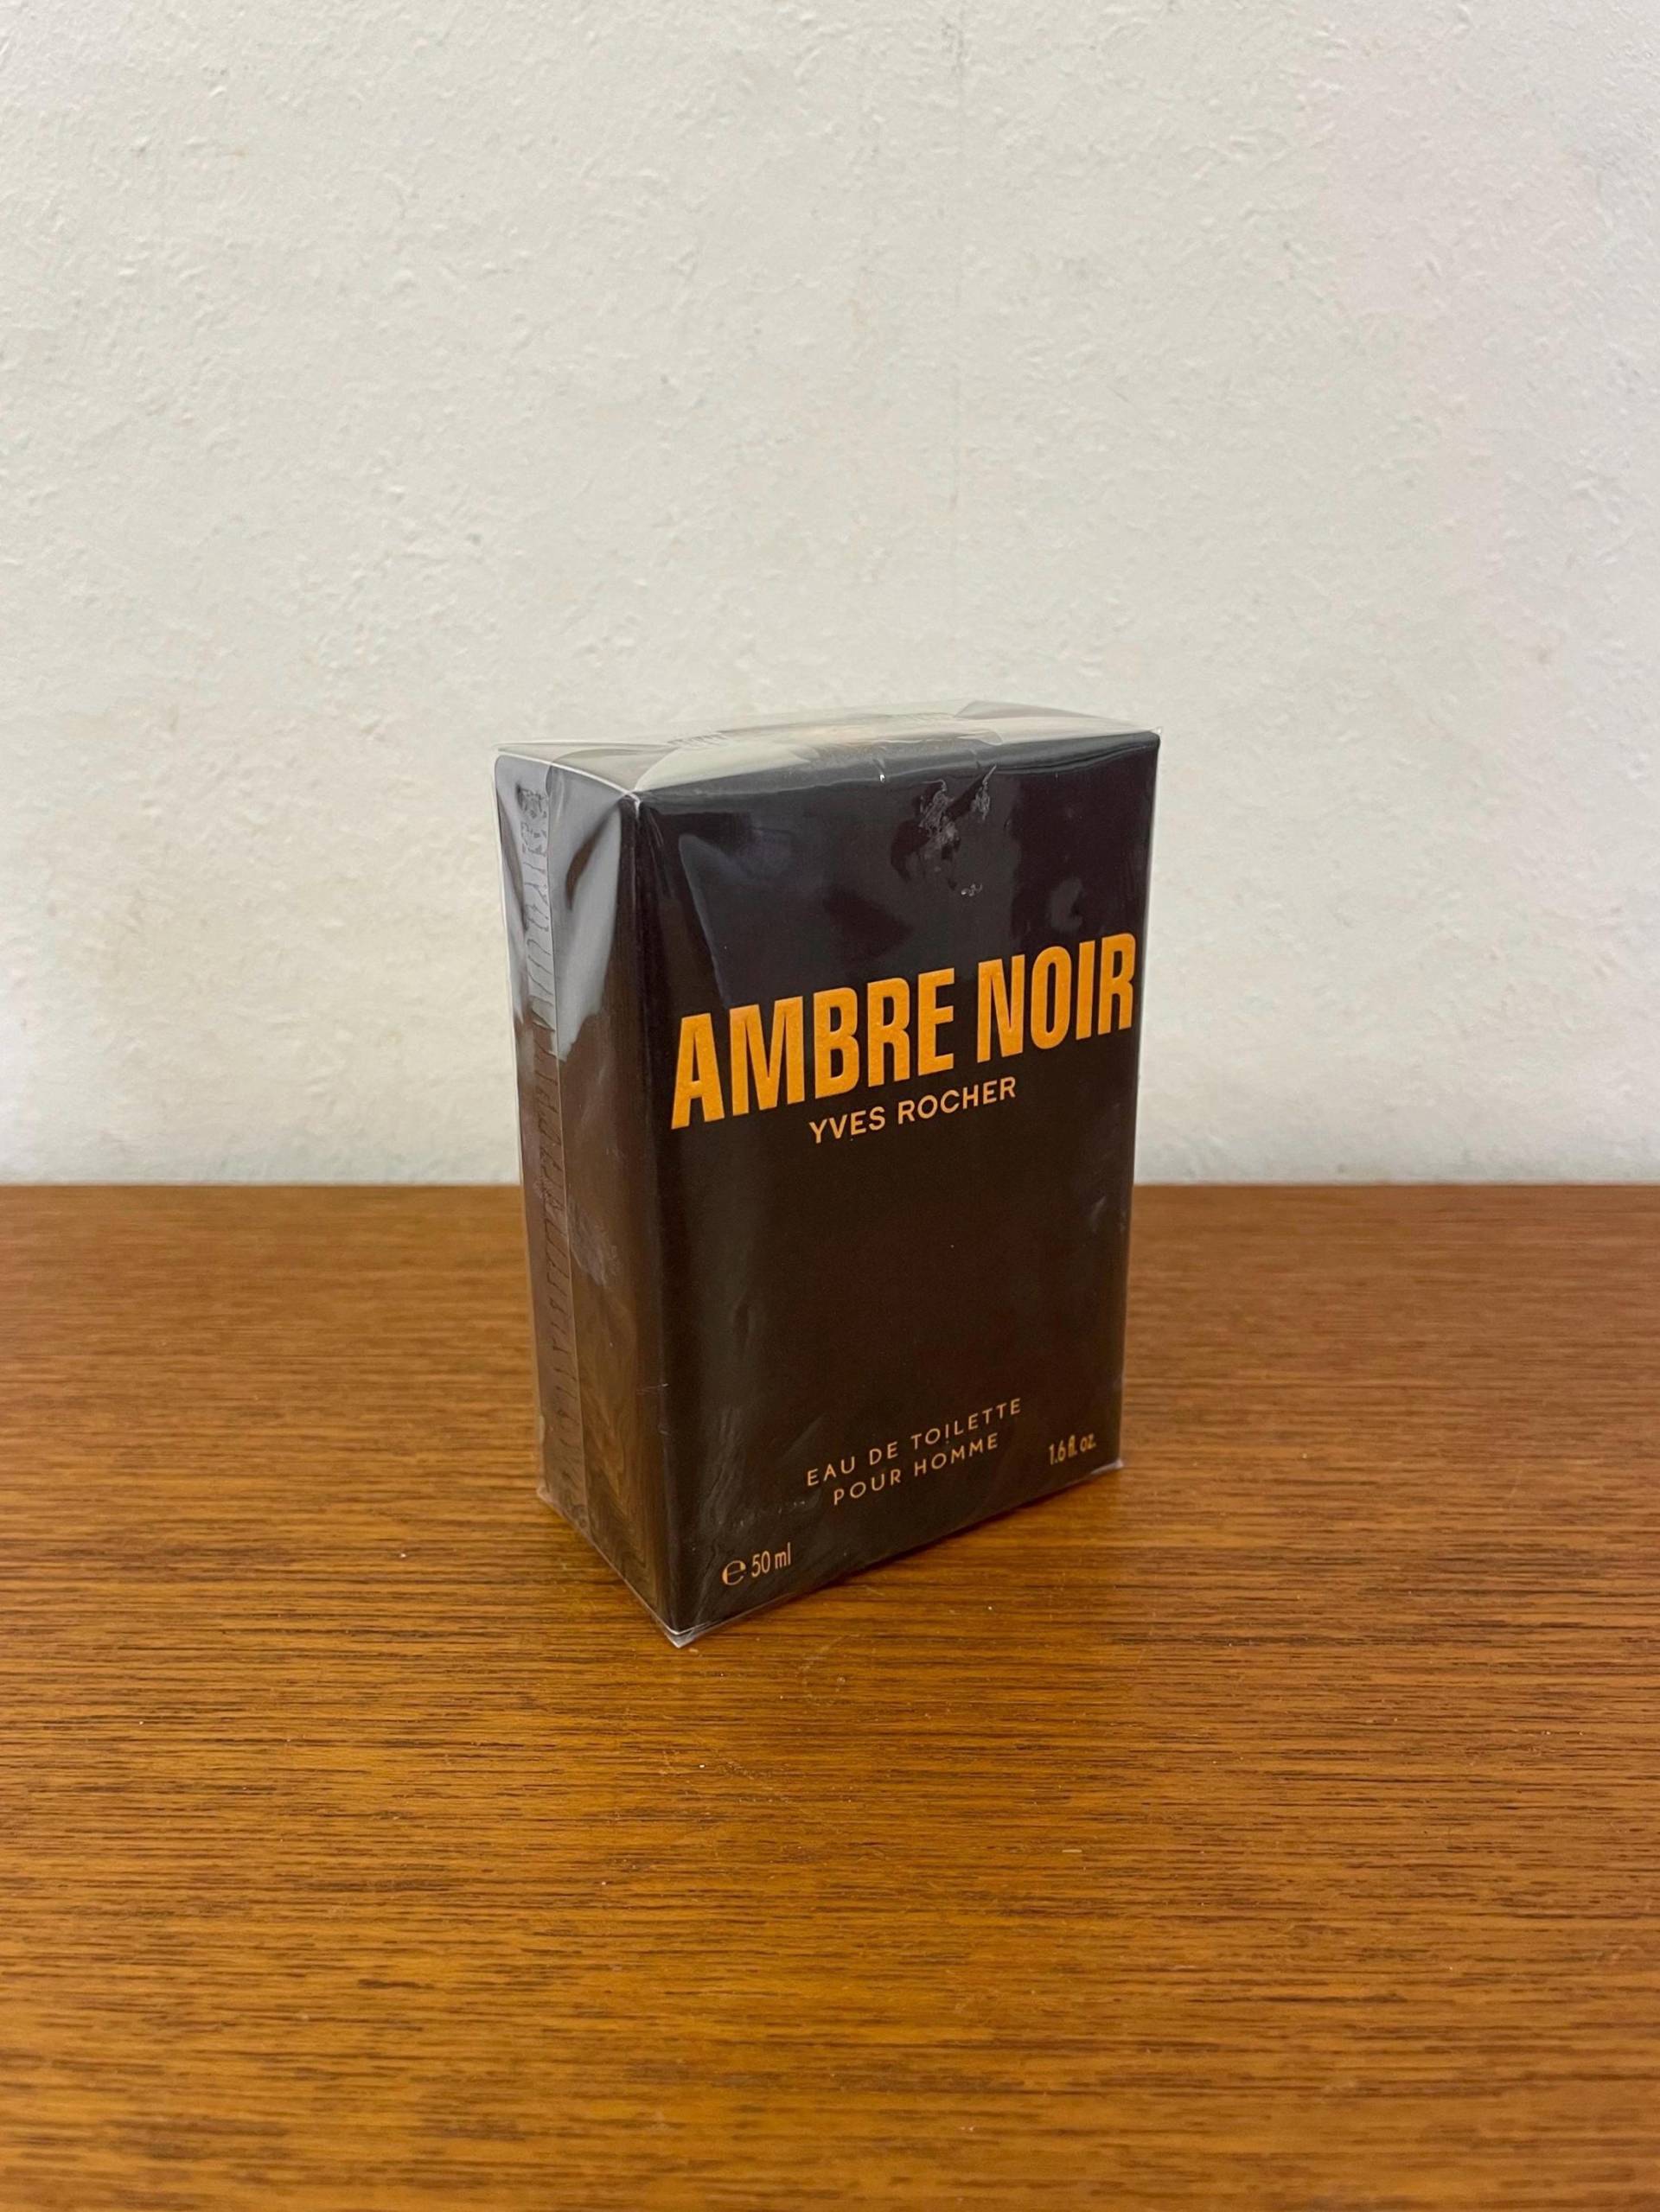 AMBRE NOIR
YVES ROCHER
EAU DE TOILETTE
POUR HOMME
1.6 fl. oz.
℮ 50 ml